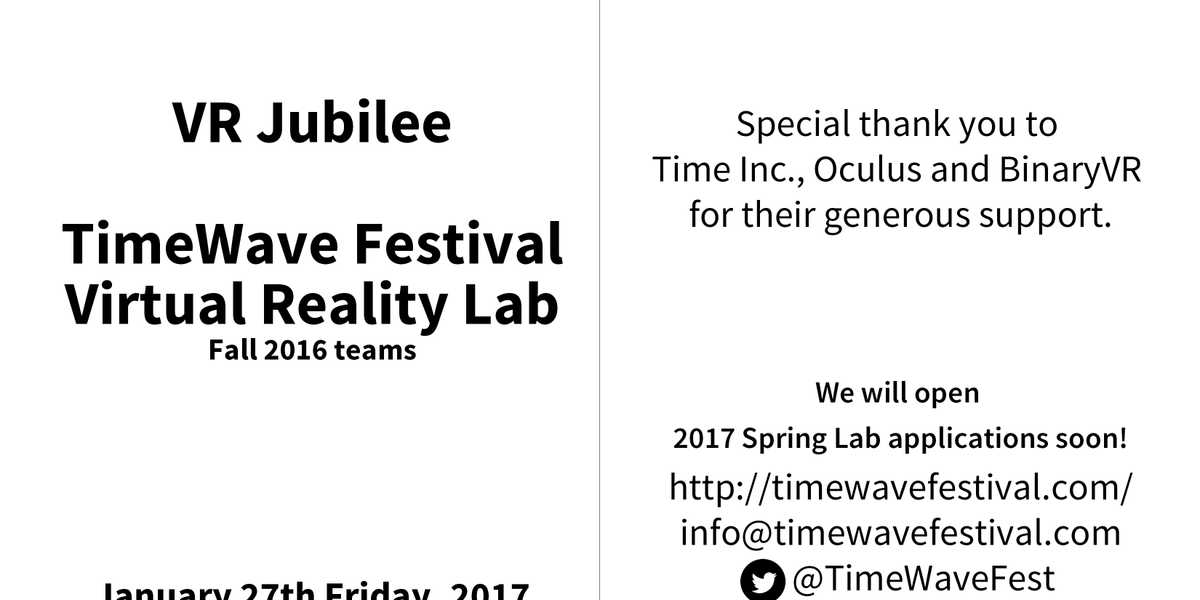 VR Jubilee
TimeWave Festival
Virtual Reality Lab
Fall 2016 teams
January 27th Friday, 2017
Special thank you to
Time Inc., Oculus and BinaryVR
for their generous support.
We will open
2017 Spring Lab applications soon!
http://timewavefestival.com/
info@timewavefestival.com
@TimeWaveFest